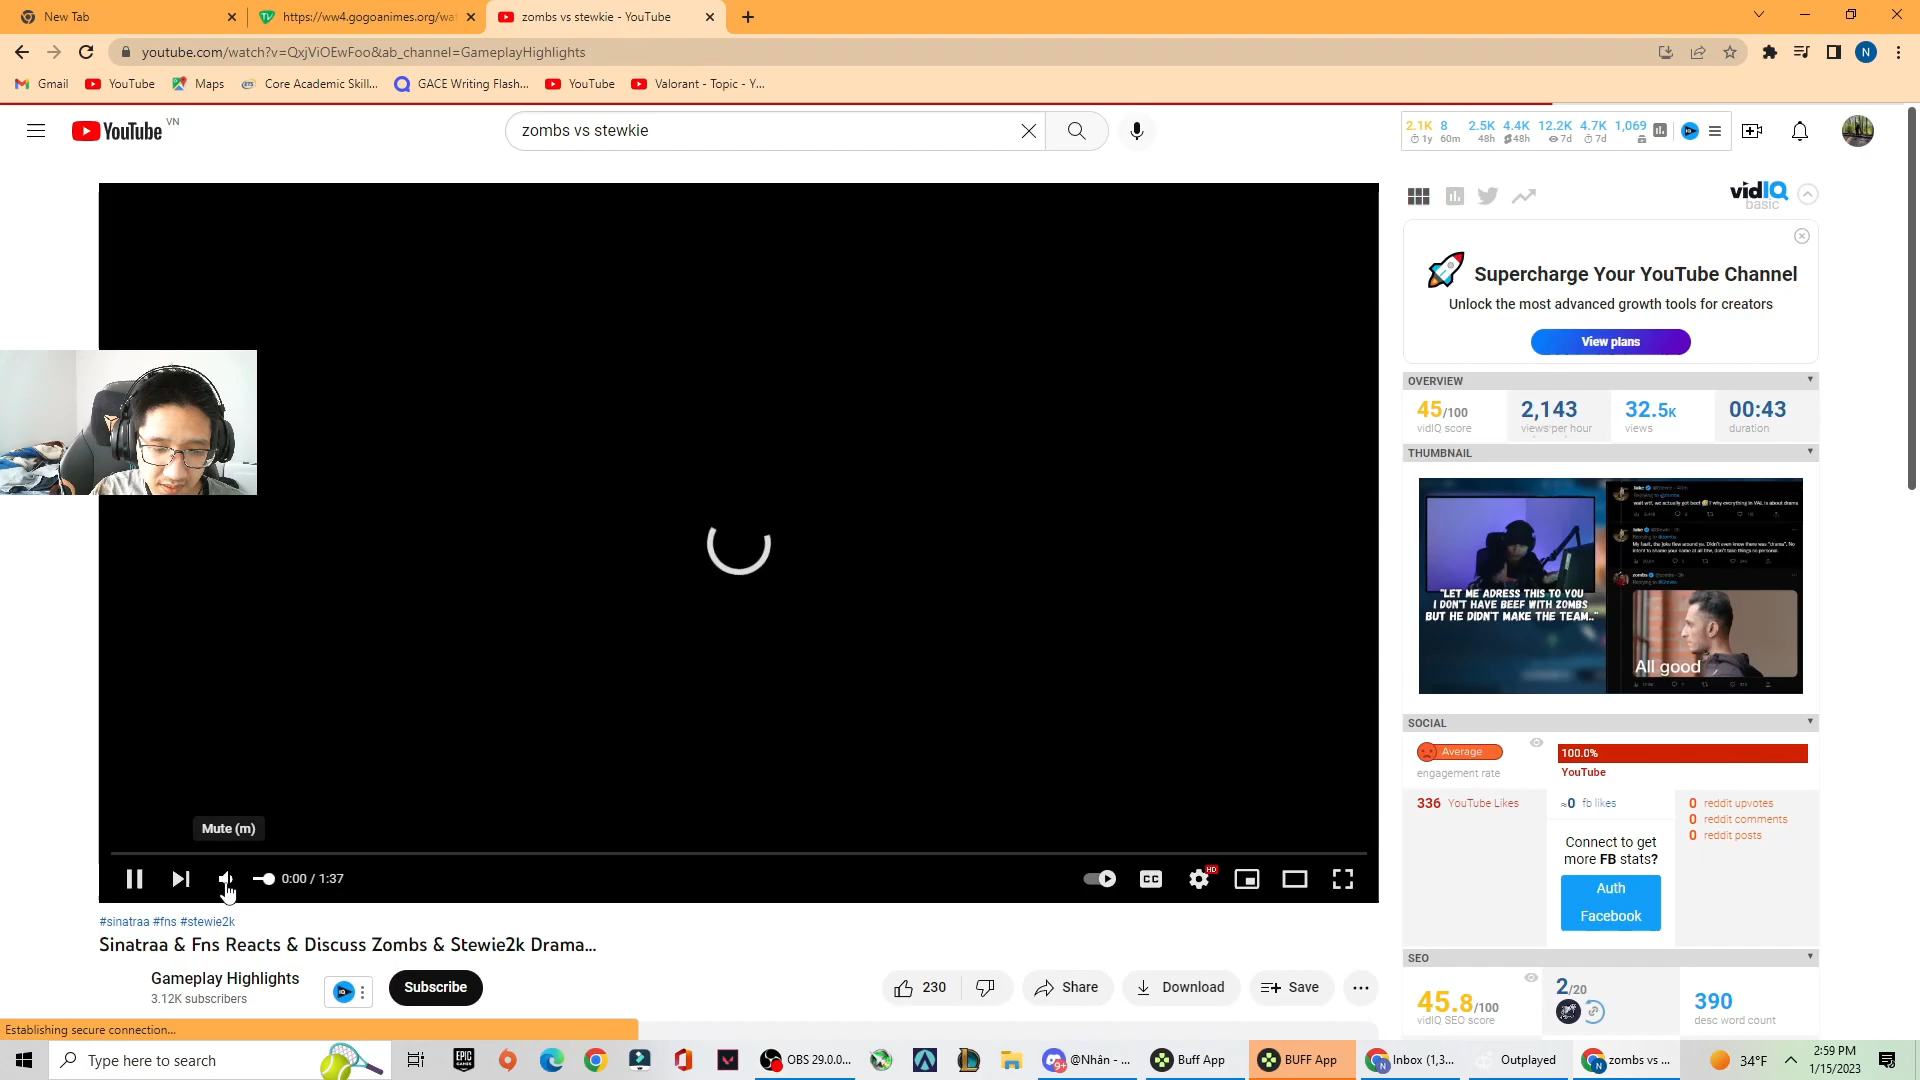 New Tab
https://ww4.gogoanimes.org/wat
zombs vs stewkie - YouTube
youtube.com/watch?v=QxjViOEwFoo&ab_channel=GameplayHighlights
N
Gmail
YouTube
Maps
Core Academic Skill...
GACE Writing Flash...
YouTube
Valorant - Topic - Y...
YouTube VN
zombs vs stewkie
2.1K 8 2.5K 4.4K 12.2K 4.7K 1,069
1y 60m 48h 48h 7d 7d
vidIQ
basic
Supercharge Your YouTube Channel
Unlock the most advanced growth tools for creators
View plans
OVERVIEW
45/100 2,143 32.5K 00:43
vidIQ score views per hour views duration
THUMBNAIL
"LET ME ADRESS THIS TO YOU
I DON'T HAVE BEEF WITH ZOMBS
BUT HE DIDN'T MAKE THE TEAM.."
All good
SOCIAL
Average
engagement rate
100.0%
YouTube
336 YouTube Likes
≈0 fb likes
0 reddit upvotes
0 reddit comments
0 reddit posts
Connect to get
more FB stats?
Auth
Facebook
SEO
45.8/100
vidIQ SEO score
2/20
390
desc word count
Mute (m)
0:00 / 1:37
CC
HD
#sinatraa #fns #stewie2k
Sinatraa & Fns Reacts & Discuss Zombs & Stewie2k Drama...
Gameplay Highlights
3.12K subscribers
Subscribe
230
Share
Download
Save
Establishing secure connection...
Type here to search
EPIC GAMES
OBS 29.0.0...
@Nhân - ...
Buff App
BUFF App
Inbox (1,3...
Outplayed
zombs vs ...
34°F
2:59 PM
1/15/2023